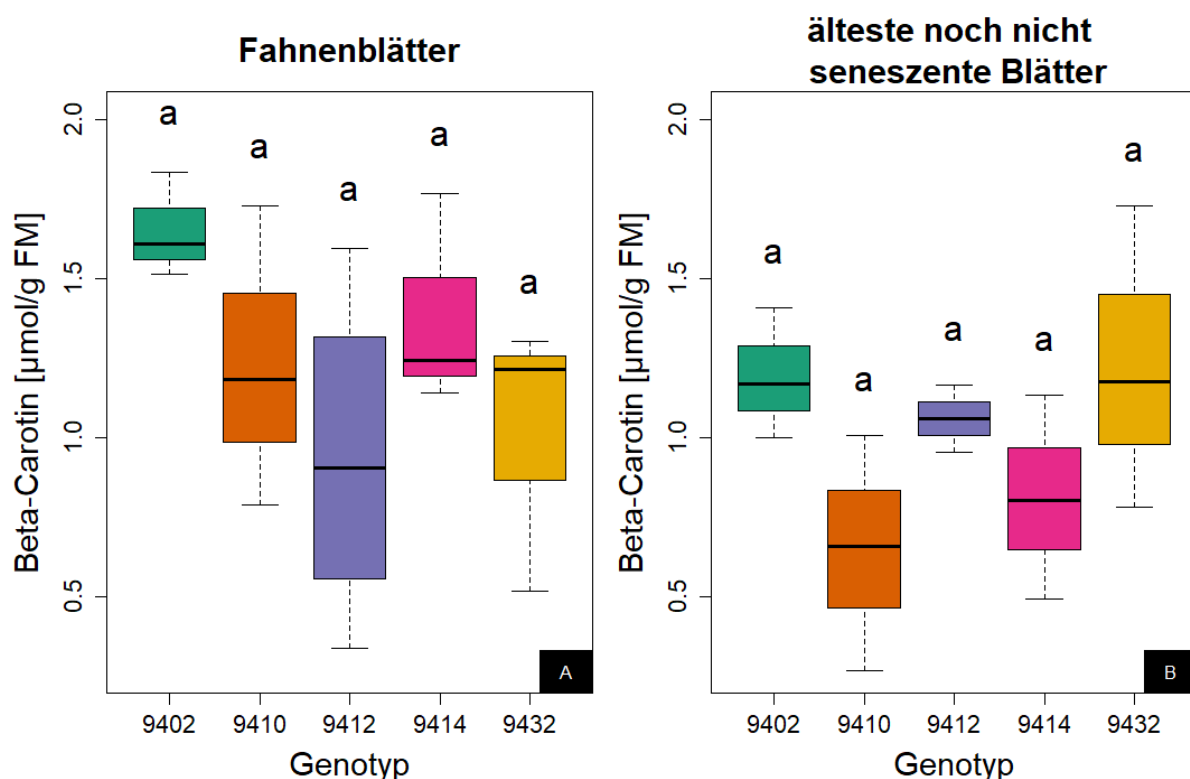 Fahnenblätter
2.0
1.5
1.0
0.5
Beta-Carotin [µmol/g FM]
a a a a a
A
9402 9410 9412 9414 9432
Genotyp
älteste noch nicht
seneszente Blätter
2.0
1.5
1.0
0.5
Beta-Carotin [µmol/g FM]
a a a a a
B
9402 9410 9412 9414 9432
Genotyp